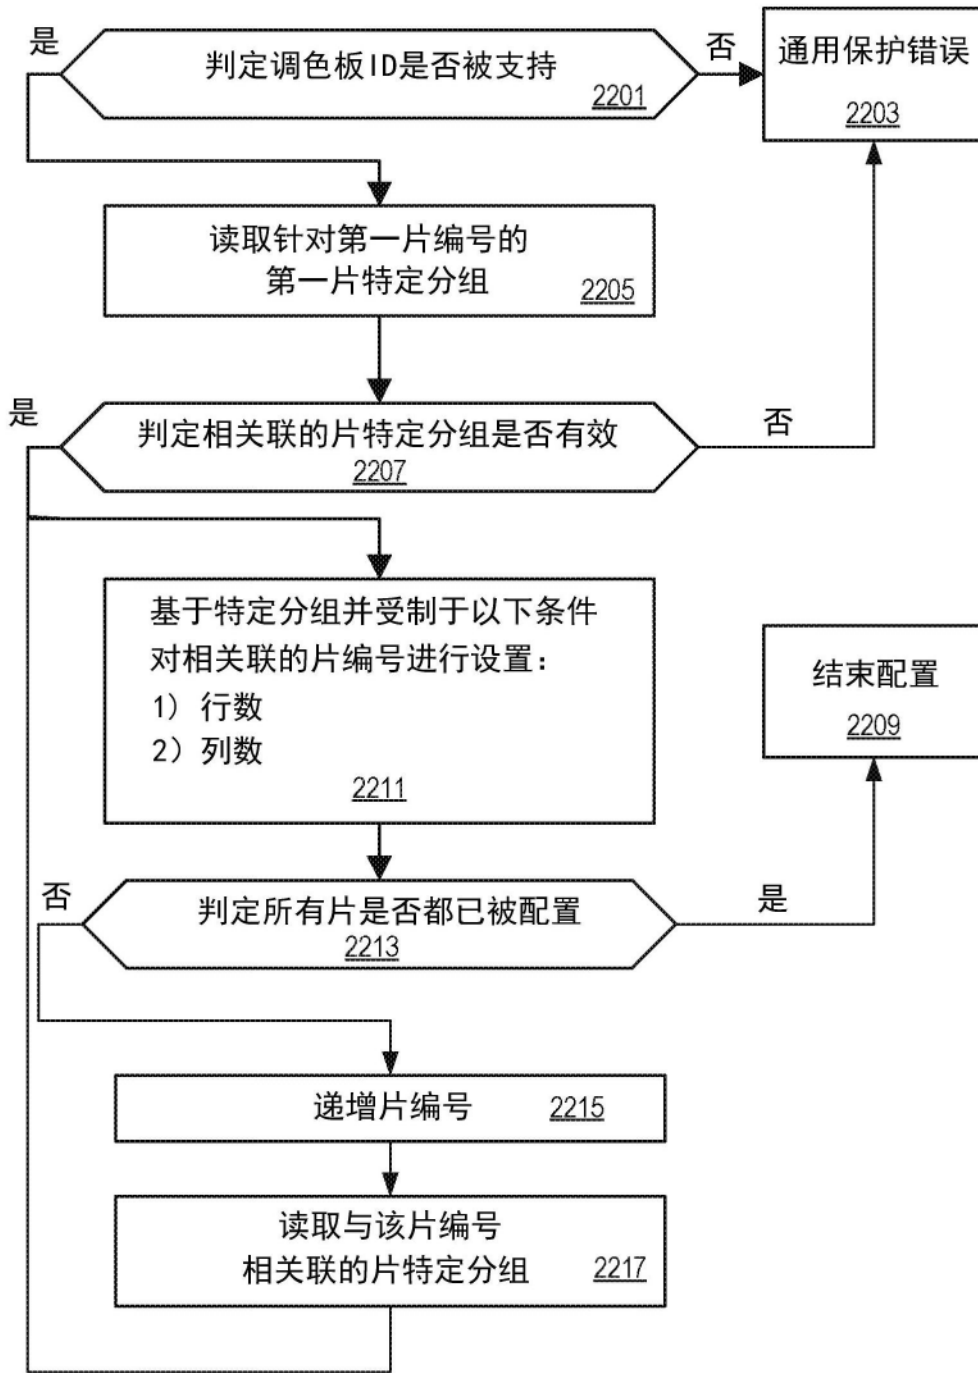 是
判定调色板ID是否被支持
2201
否
通用保护错误
2203
读取针对第一片编号的
第一片特定分组
2205
是
判定相关联的片特定分组是否有效
2207
否
基于特定分组并受制于以下条件
对相关联的片编号进行设置：
1) 行数
2) 列数
2211
结束配置
2209
否
判定所有片是否都已被配置
2213
是
递增片编号 2215
读取与该片编号
相关联的片特定分组 2217